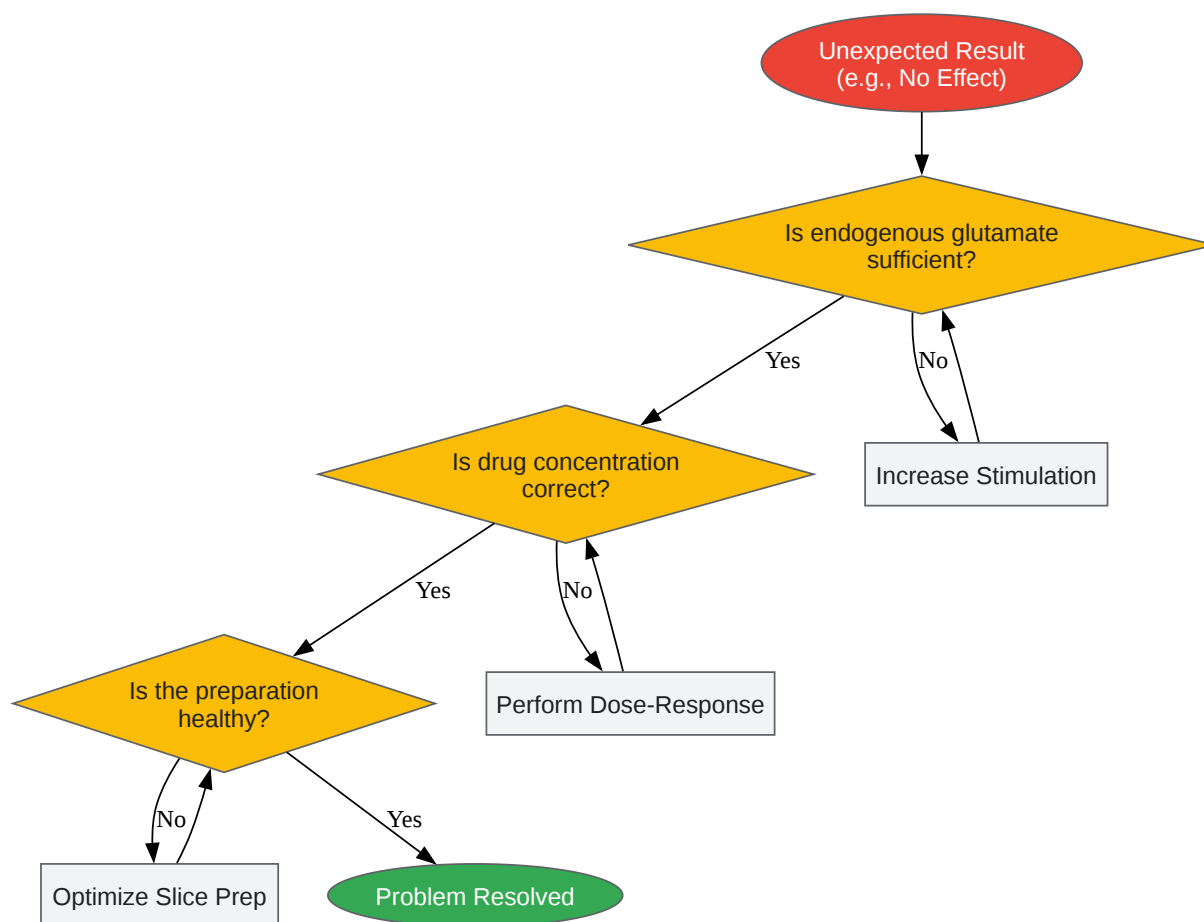 Unexpected Result
(e.g., No Effect)
Is endogenous glutamate
sufficient?
Yes
No
Increase Stimulation
Is drug concentration
correct?
Yes
No
Perform Dose-Response
Is the preparation
healthy?
No
Yes
Optimize Slice Prep
Problem Resolved